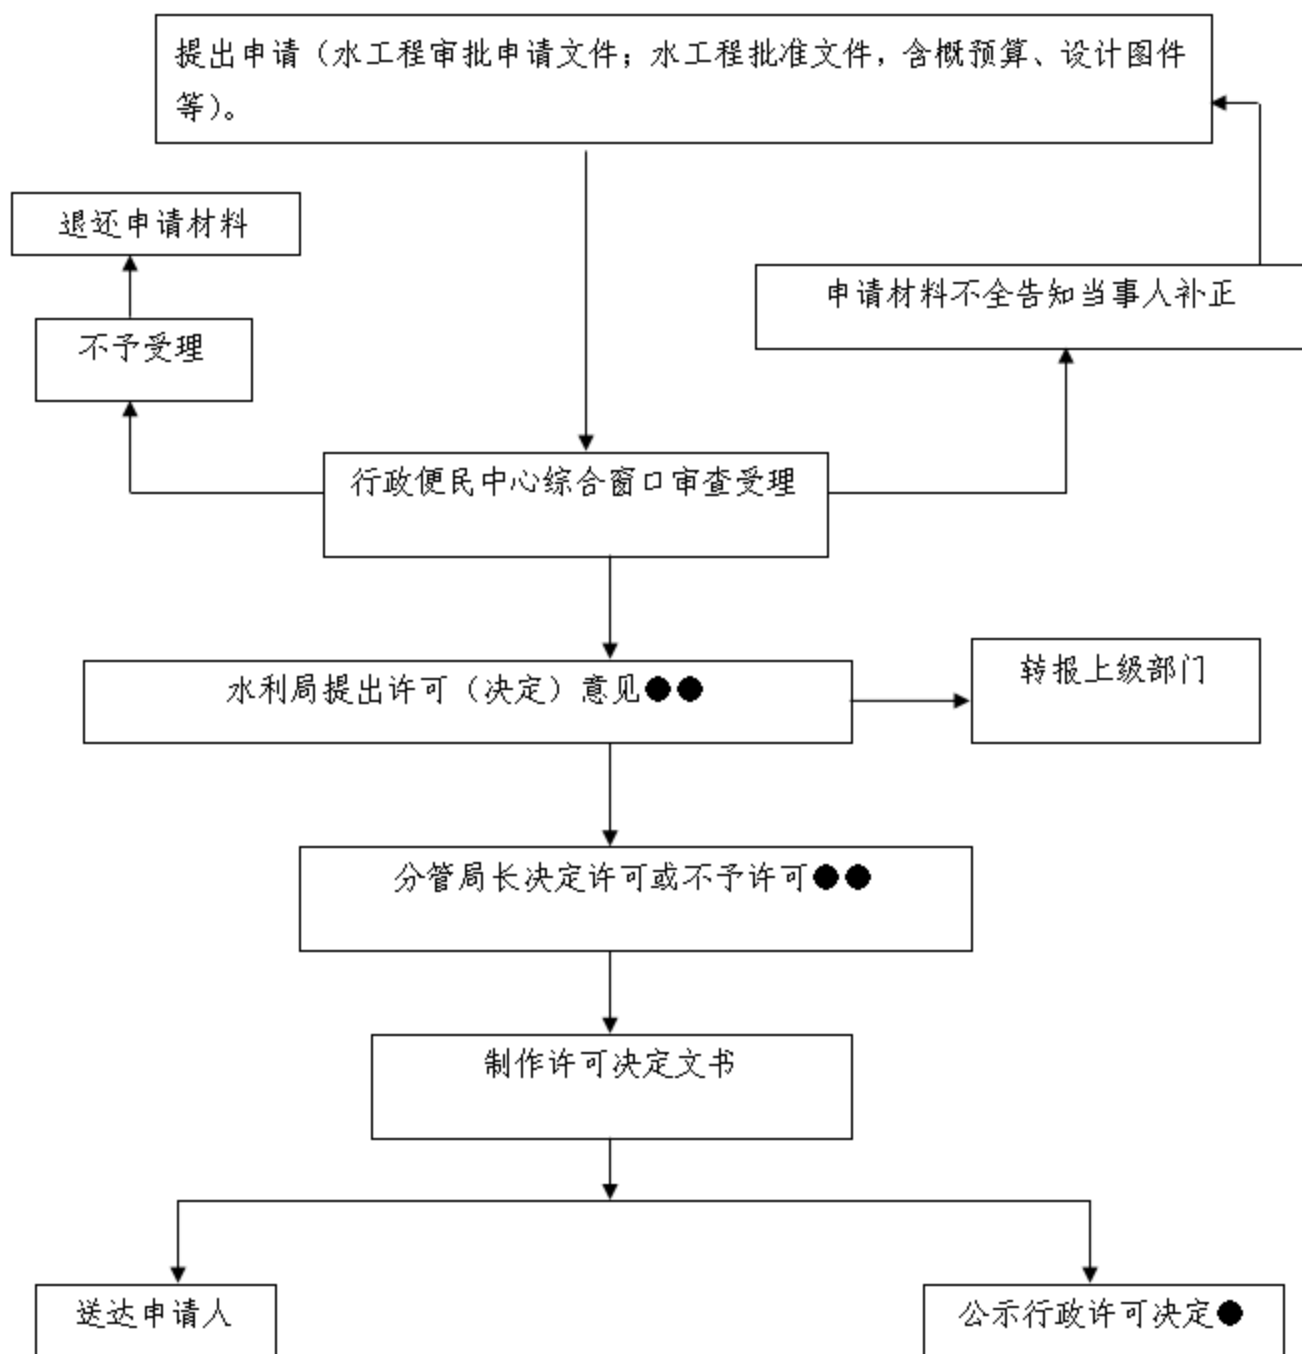 提出申请（水工程审批申请文件；水工程批准文件，含概预算、设计图件
等）。
退还申请材料
申请材料不全告知当事人补正
不予受理
行政便民中心综合窗口审查受理
水利局提出许可（决定）意见●●
转报上级部门
分管局长决定许可或不予许可●●
制作许可决定文书
送达申请人
公示行政许可决定●